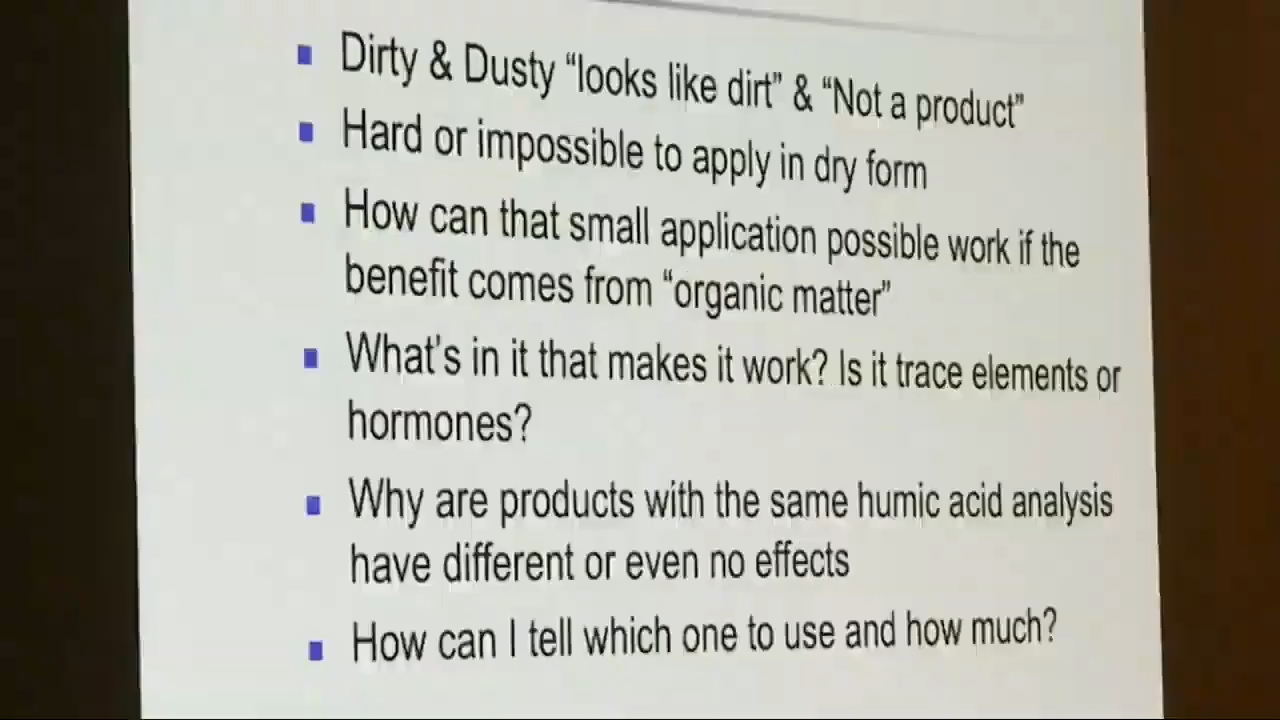 Dirty & Dusty “looks like dirt” & “Not a product”
Hard or impossible to apply in dry form
How can that small application possible work if the
benefit comes from “organic matter”
What’s in it that makes it work? Is it trace elements or
hormones?
Why are products with the same humic acid analysis
have different or even no effects
How can I tell which one to use and how much?